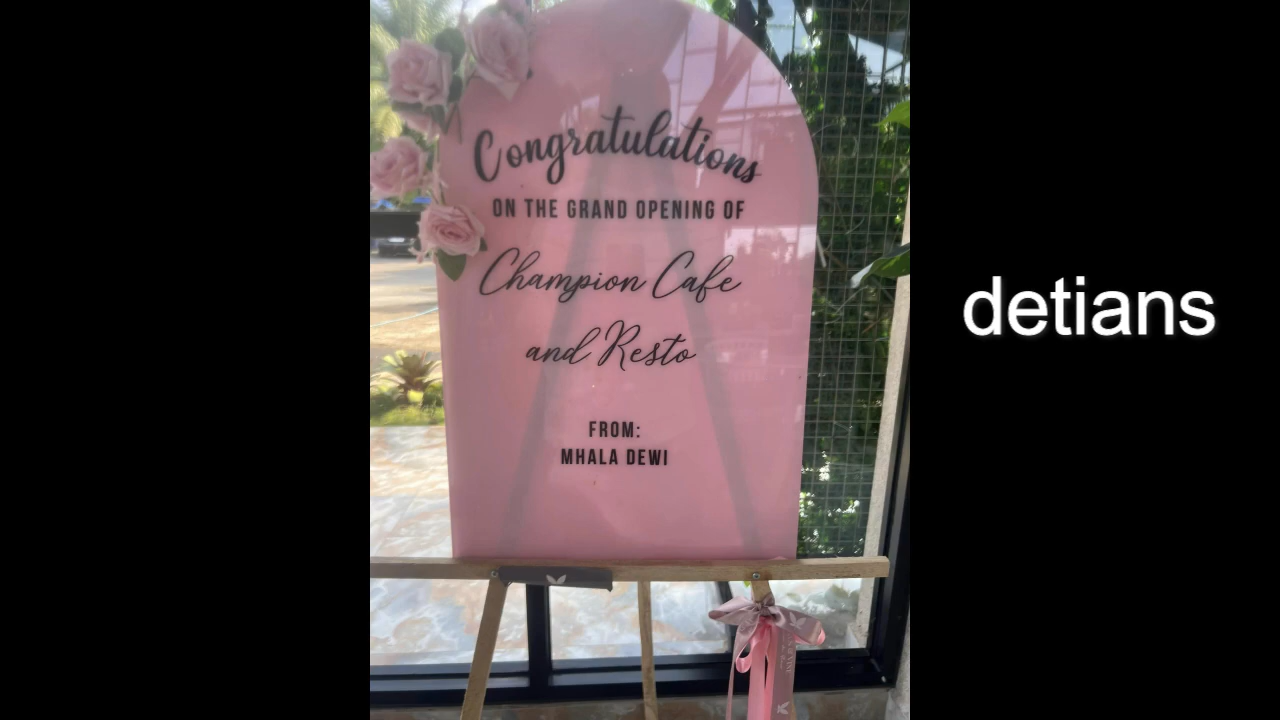 Congratulations
ON THE GRAND OPENING OF
Champion Cafe
and Resto
FROM:
MHALA DEWI
detians